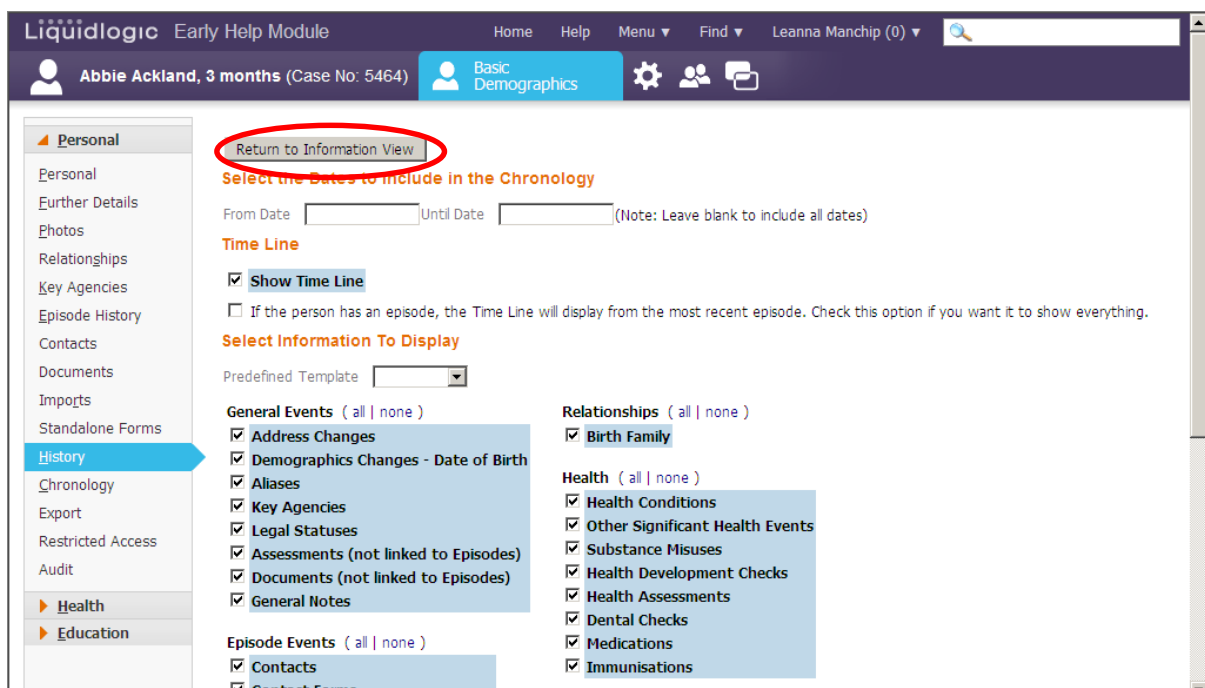 Liquidlogic Early Help Module
Home Help Menu ▼ Find ▼ Leanna Manchip (0) ▼
Abbie Ackland, 3 months (Case No: 5464)
Basic
Demographics
Personal
Personal
Further Details
Photos
Relationships
Key Agencies
Episode History
Contacts
Documents
Imports
Standalone Forms
History
Chronology
Export
Restricted Access
Audit
Health
Education
Return to Information View
Select the Dates to Include in the Chronology
From Date Until Date (Note: Leave blank to include all dates)
Time Line
Show Time Line
If the person has an episode, the Time Line will display from the most recent episode. Check this option if you want it to show everything.
Select Information To Display
Predefined Template
General Events ( all | none )
Address Changes
Demographics Changes - Date of Birth
Aliases
Key Agencies
Legal Statuses
Assessments (not linked to Episodes)
Documents (not linked to Episodes)
General Notes
Episode Events ( all | none )
Contacts
Contact Forms
Relationships ( all | none )
Birth Family
Health ( all | none )
Health Conditions
Other Significant Health Events
Substance Misuses
Health Development Checks
Health Assessments
Dental Checks
Medications
Immunisations